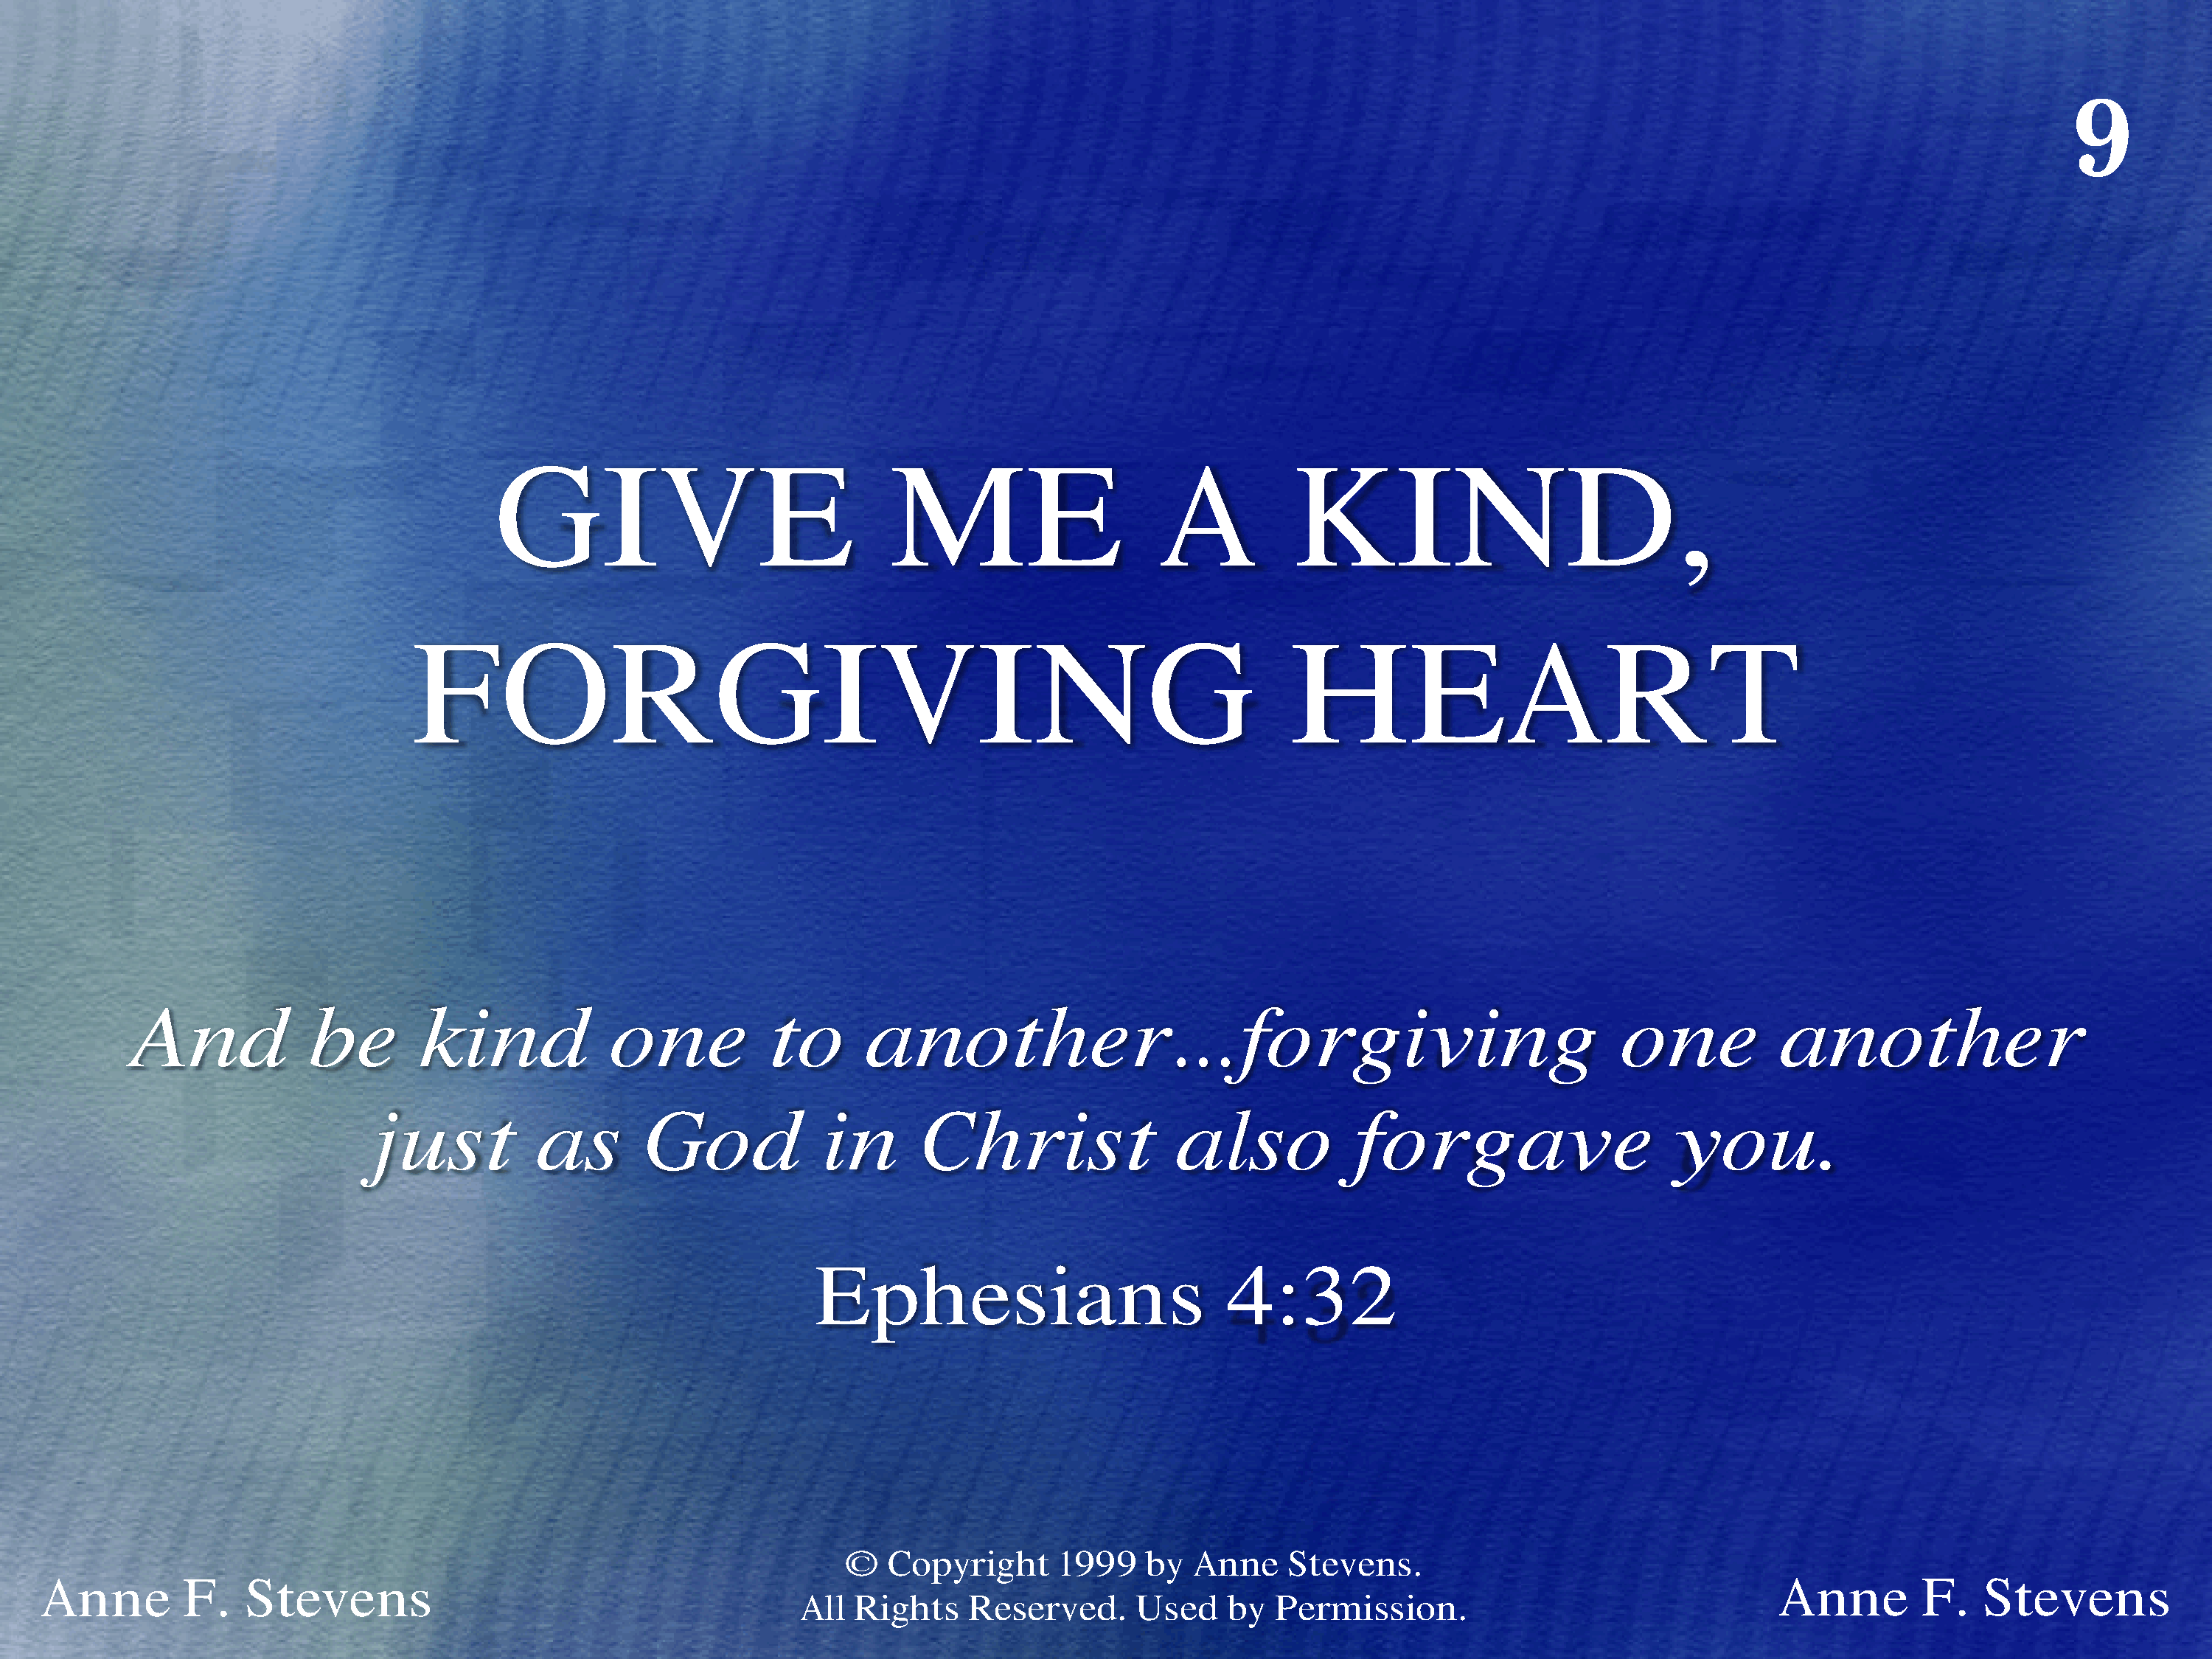 9
GIVE ME A KIND,
FORGIVING HEART
And be kind one to another...forgiving one another
just as God in Christ also forgave you.
Ephesians 4:32
© Copyright 1999 by Anne Stevens.
All Rights Reserved. Used by Permission.
Anne F. Stevens
Anne F. Stevens